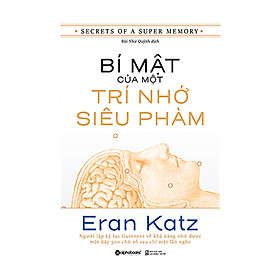 SECRETS OF A SUPER MEMORY
Bùi Như Quỳnh dịch
BÍ MẬT
CỦA MỘT
TRÍ NHỚ
SIÊU PHÀM
Eran Katz
Người lập kỷ lục Guinness về khả năng nhớ được
một dãy 500 chữ số sau chỉ một lần nghe
alphabooks